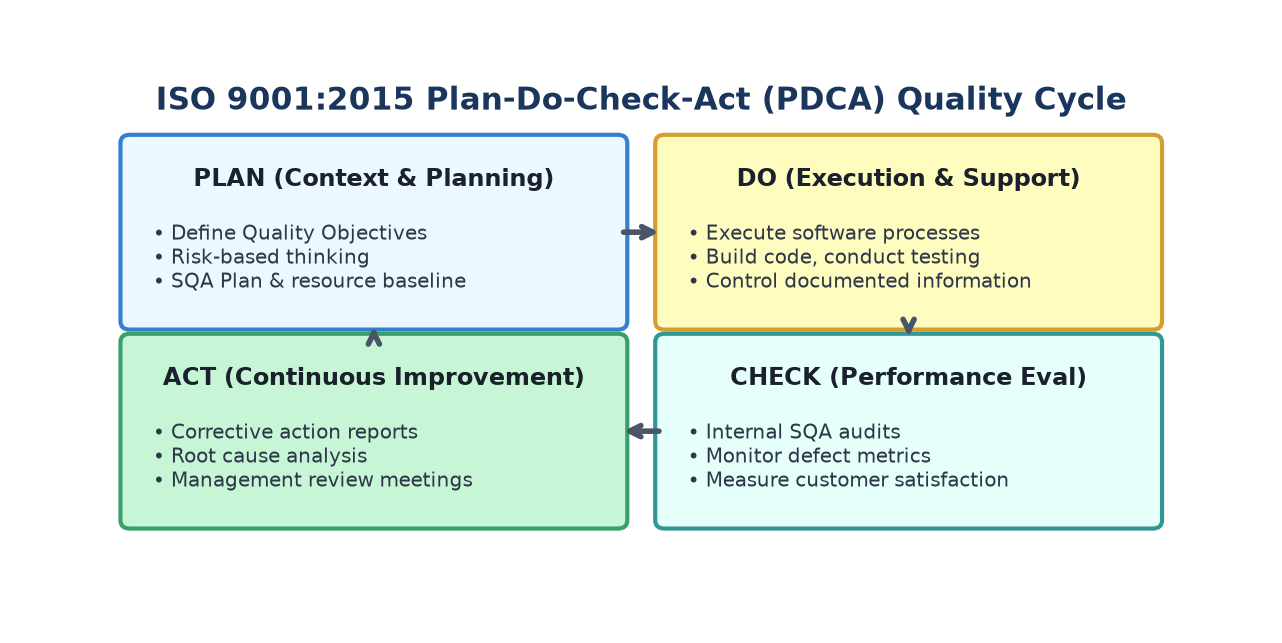 ISO 9001:2015 Plan-Do-Check-Act (PDCA) Quality Cycle
PLAN (Context & Planning)
• Define Quality Objectives
• Risk-based thinking
• SQA Plan & resource baseline
DO (Execution & Support)
• Execute software processes
• Build code, conduct testing
• Control documented information
ACT (Continuous Improvement)
• Corrective action reports
• Root cause analysis
• Management review meetings
CHECK (Performance Eval)
• Internal SQA audits
• Monitor defect metrics
• Measure customer satisfaction